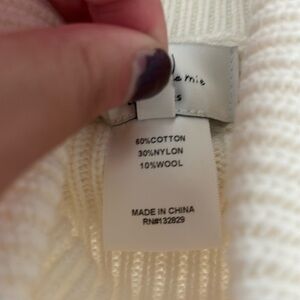 60%COTTON
30%NYLON
10%WOOL
MADE IN CHINA
RN#132829